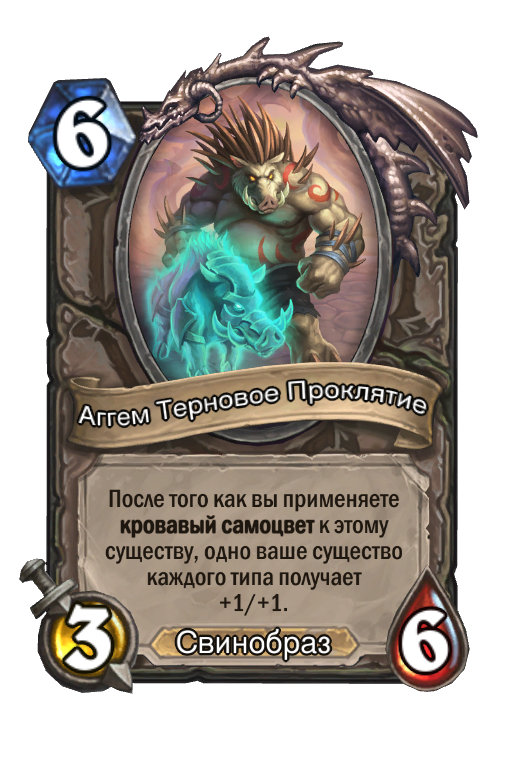 6
Аггем Терновое Проклятие
После того как вы применяете
кровавый самоцвет к этому
существу, одно ваше существо
каждого типа получает
+1/+1.
3
Свинобраз
6